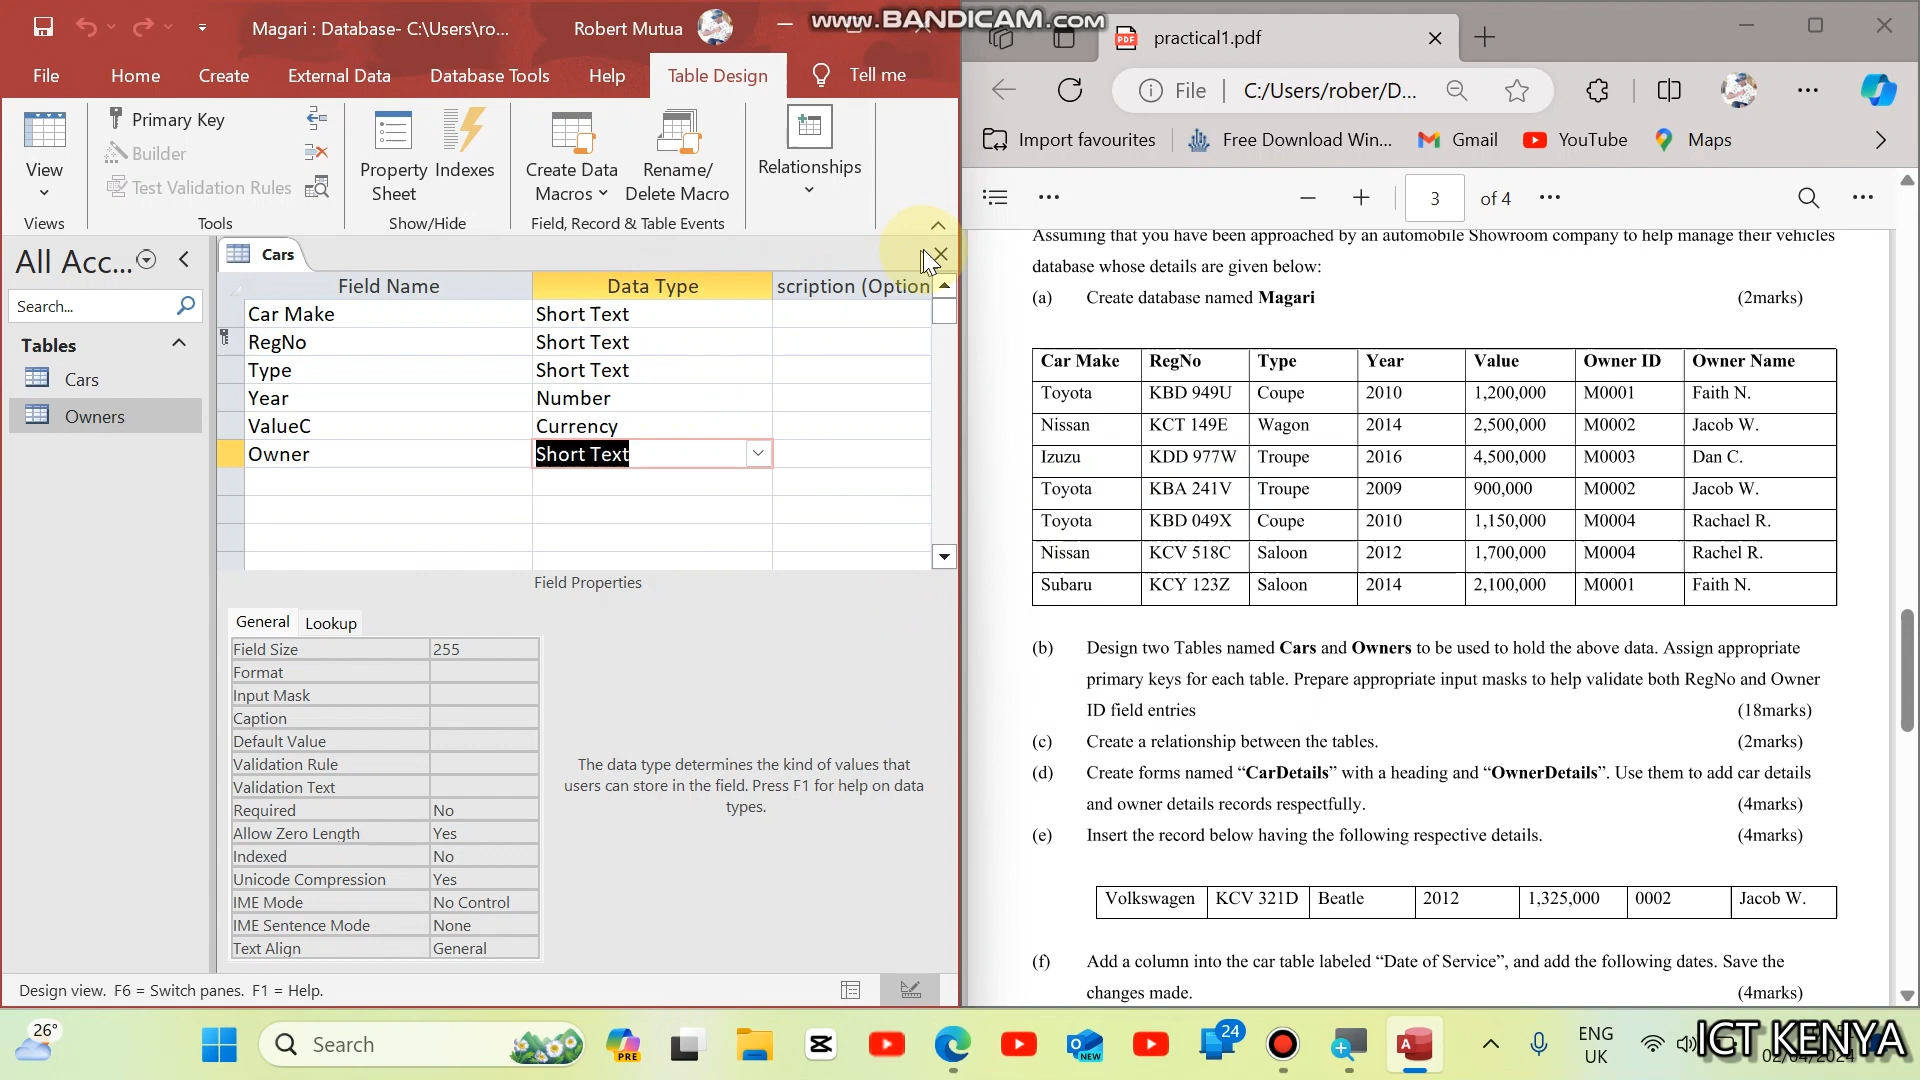 www.BANDICAM.com
Magari : Database- C:\Users\ro...
Robert Mutua
File
Home
Create
External Data
Database Tools
Help
Table Design
Tell me
View
Primary Key
Builder
Test Validation Rules
Property Sheet
Indexes
Create Data Macros
Rename/ Delete Macro
Relationships
Views
Tools
Show/Hide
Field, Record & Table Events
All Acc...
Search...
Tables
Cars
Owners
Cars
Field Name Data Type scription (Option
Car Make Short Text
RegNo Short Text
Type Short Text
Year Number
ValueC Currency
Owner Short Text
Field Properties
General Lookup
Field Size 255
Format
Input Mask
Caption
Default Value
Validation Rule
Validation Text
Required No
Allow Zero Length Yes
Indexed No
Unicode Compression Yes
IME Mode No Control
IME Sentence Mode None
Text Align General
The data type determines the kind of values that
users can store in the field. Press F1 for help on data
types.
Design view. F6 = Switch panes. F1 = Help.
practical1.pdf
File C:/Users/rober/D...
Import favourites
Free Download Win...
Gmail
YouTube
Maps
3 of 4
Assuming that you have been approached by an automobile Showroom company to help manage their vehicles
database whose details are given below:
(a) Create database named Magari (2marks)
Car Make RegNo Type Year Value Owner ID Owner Name
Toyota KBD 949U Coupe 2010 1,200,000 M0001 Faith N.
Nissan KCT 149E Wagon 2014 2,500,000 M0002 Jacob W.
Izuzu KDD 977W Troupe 2016 4,500,000 M0003 Dan C.
Toyota KBA 241V Troupe 2009 900,000 M0002 Jacob W.
Toyota KBD 049X Coupe 2010 1,150,000 M0004 Rachael R.
Nissan KCV 518C Saloon 2012 1,700,000 M0004 Rachel R.
Subaru KCY 123Z Saloon 2014 2,100,000 M0001 Faith N.
(b) Design two Tables named Cars and Owners to be used to hold the above data. Assign appropriate
primary keys for each table. Prepare appropriate input masks to help validate both RegNo and Owner
ID field entries (18marks)
(c) Create a relationship between the tables. (2marks)
(d) Create forms named “CarDetails” with a heading and “OwnerDetails”. Use them to add car details
and owner details records respectfully. (4marks)
(e) Insert the record below having the following respective details. (4marks)
Volkswagen KCV 321D Beatle 2012 1,325,000 0002 Jacob W.
(f) Add a column into the car table labeled “Date of Service”, and add the following dates. Save the
changes made. (4marks)
26°
Search
PRE
NEW
24
ENG
UK
ICT KENYA
02/04/2024